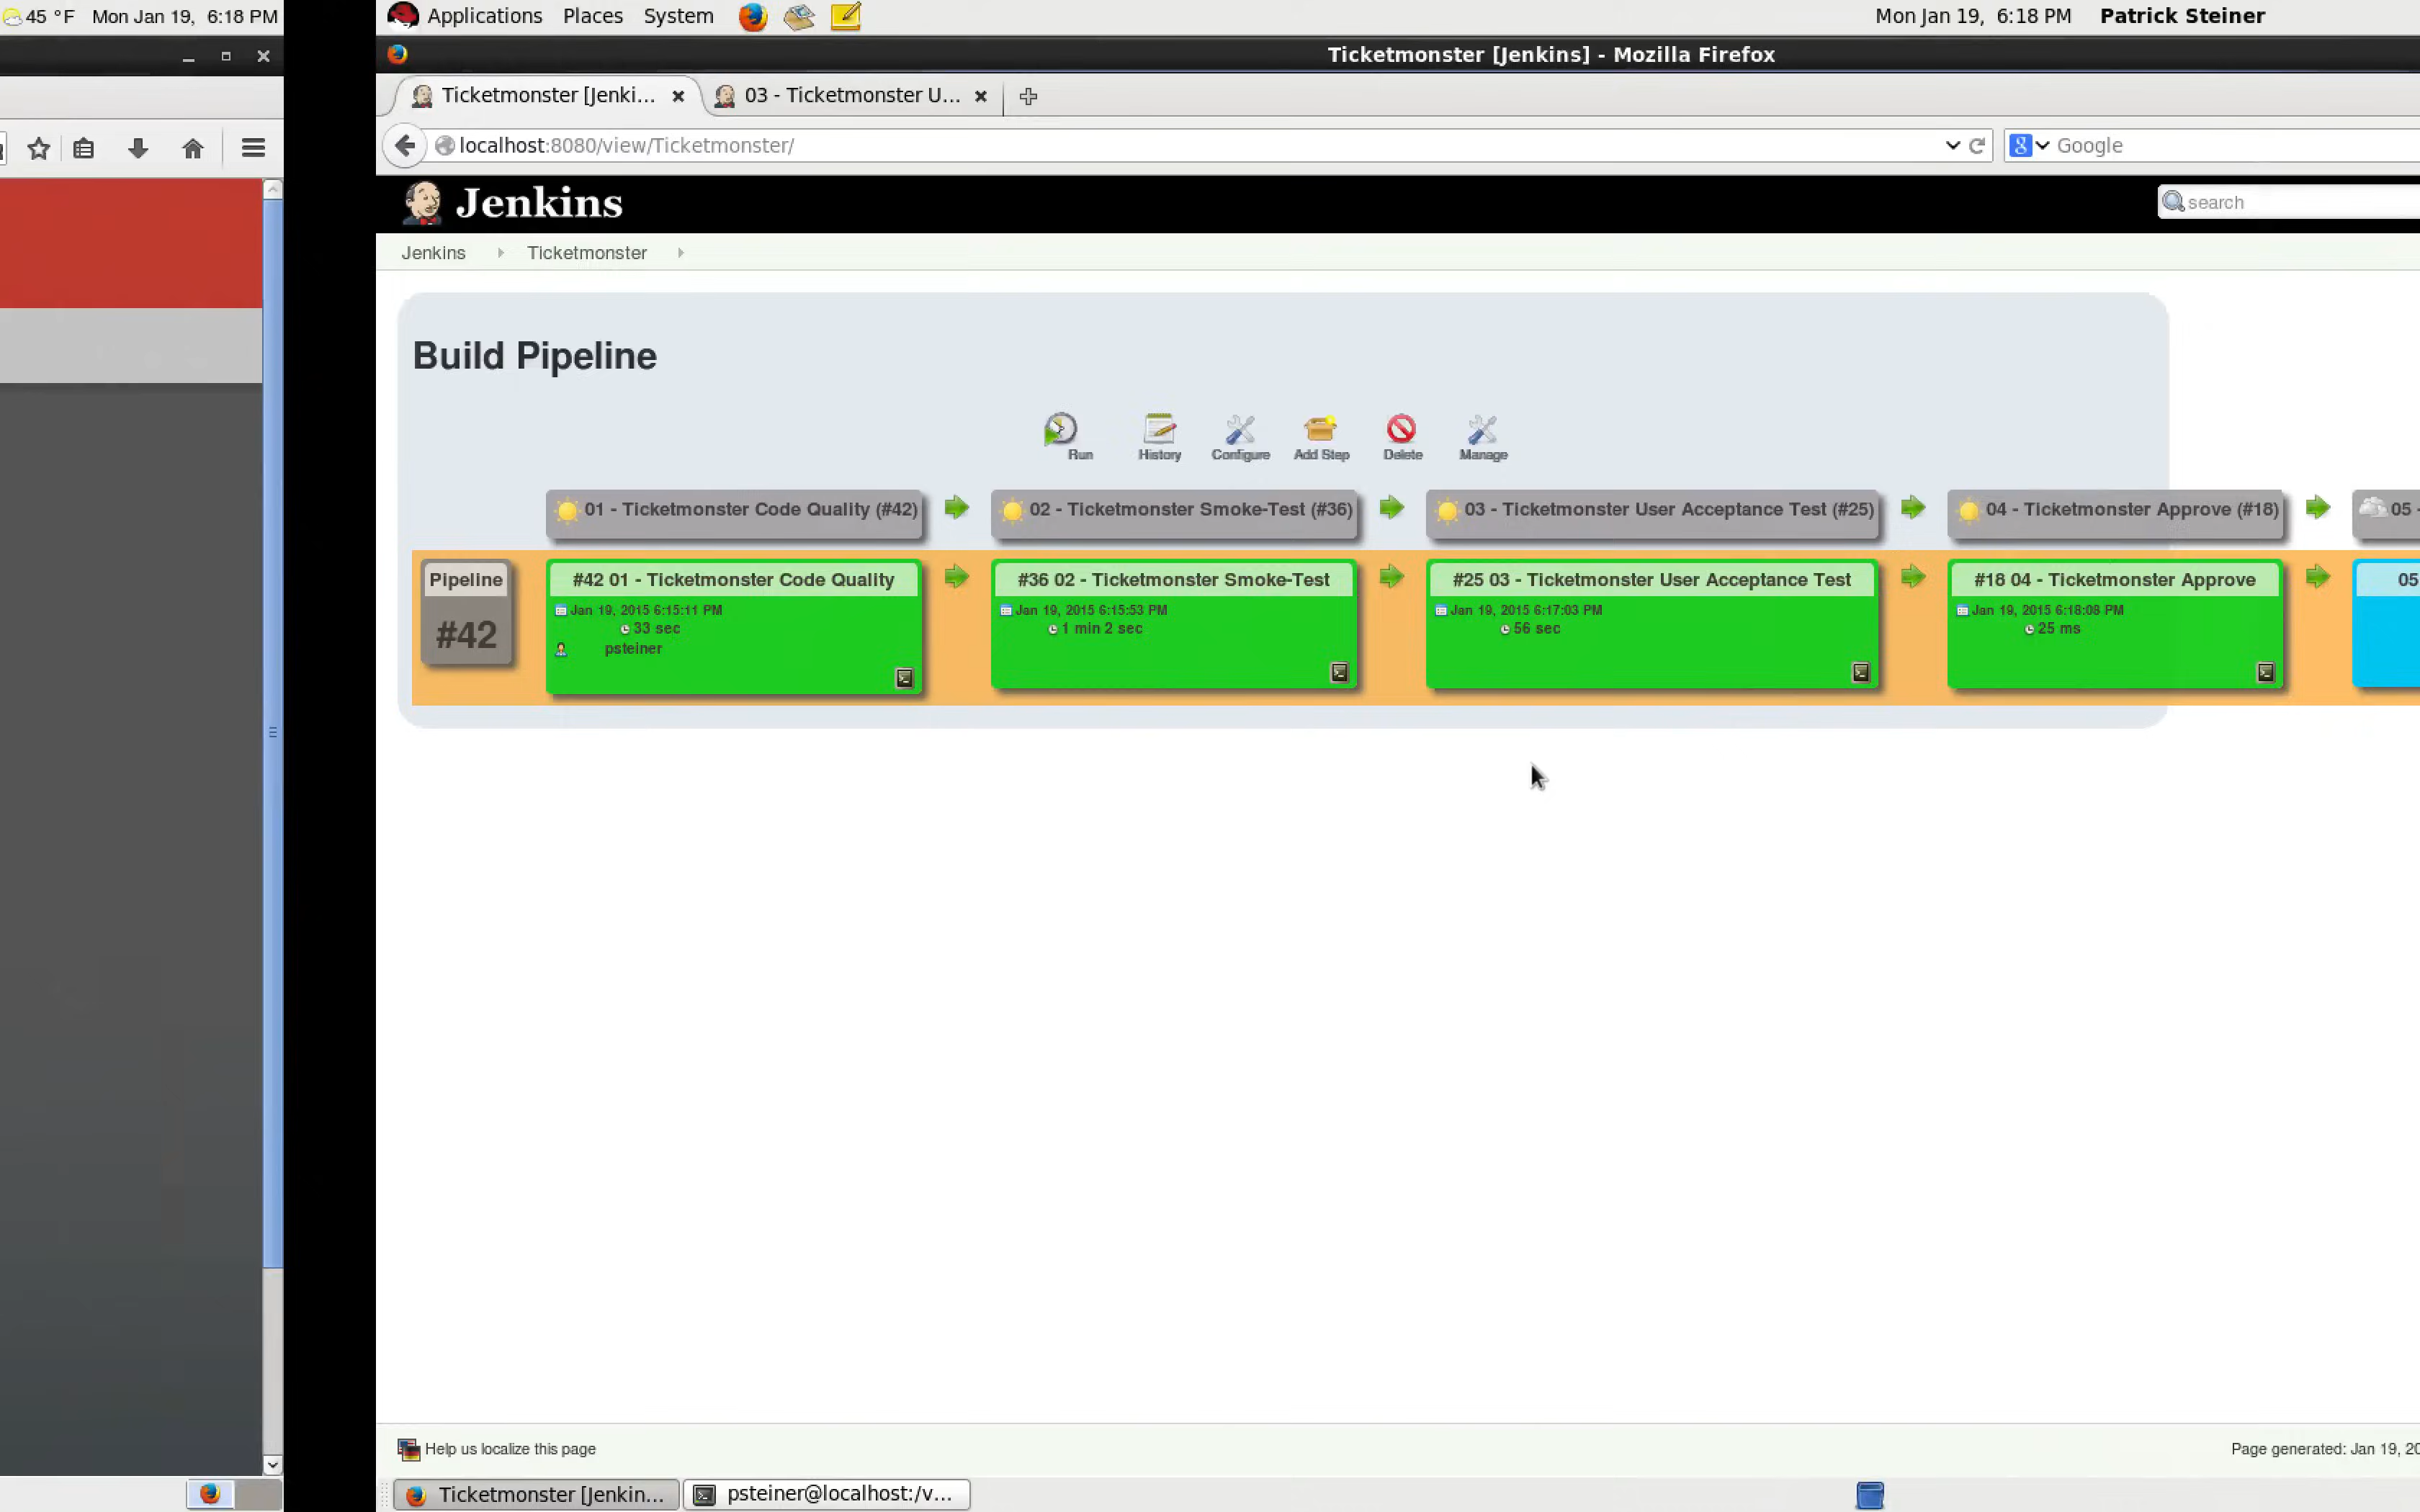 45 °F Mon Jan 19, 6:18 PM
Applications Places System
Mon Jan 19, 6:18 PM Patrick Steiner
Ticketmonster [Jenkins] - Mozilla Firefox
Ticketmonster [Jenki...
03 - Ticketmonster U...
localhost:8080/view/Ticketmonster/
Google
Jenkins
search
Jenkins Ticketmonster
Build Pipeline
Run History Configure Add Step Delete Manage
01 - Ticketmonster Code Quality (#42)
02 - Ticketmonster Smoke-Test (#36)
03 - Ticketmonster User Acceptance Test (#25)
04 - Ticketmonster Approve (#18)
05 -
Pipeline
#42
#42 01 - Ticketmonster Code Quality
Jan 19, 2015 6:15:11 PM
33 sec
psteiner
#36 02 - Ticketmonster Smoke-Test
Jan 19, 2015 6:15:53 PM
1 min 2 sec
#25 03 - Ticketmonster User Acceptance Test
Jan 19, 2015 6:17:03 PM
56 sec
#18 04 - Ticketmonster Approve
Jan 19, 2015 6:18:08 PM
25 ms
05
Help us localize this page
Page generated: Jan 19, 20
Ticketmonster [Jenkin...
psteiner@localhost:/v...